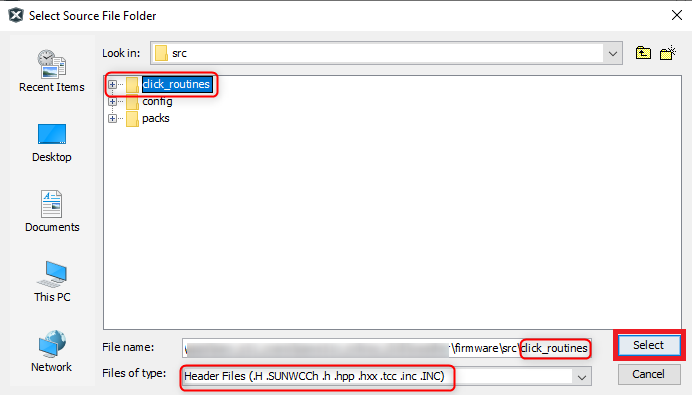 Select Source File Folder
Look in: src
Recent Items
Desktop
Documents
This PC
Network
click_routines
config
packs
File name: \firmware\src\click_routines
Select
Files of type: Header Files (.H .SUNWCCh .h .hpp .hxx .tcc .inc .INC)
Cancel